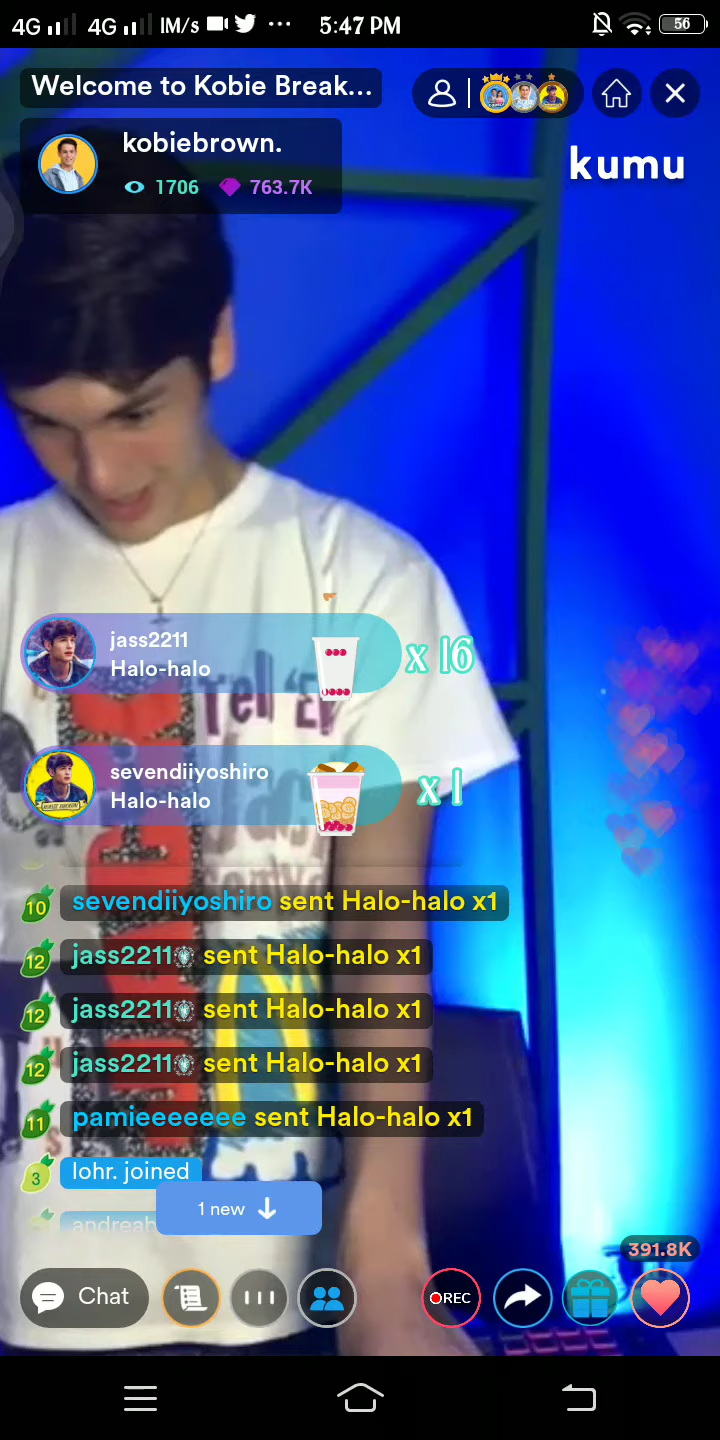 4G 4G 1M/s ... 5:47 PM 56
Welcome to Kobie Break...
kobiebrown.
1706 763.7K
kumu
jass2211
Halo-halo
x 16
sevendiiyoshiro
Halo-halo
x 1
10 sevendiiyoshiro sent Halo-halo x1
12 jass2211 sent Halo-halo x1
12 jass2211 sent Halo-halo x1
12 jass2211 sent Halo-halo x1
11 pamieeeeeee sent Halo-halo x1
3 lohr. joined
1 new
391.8K
Chat
REC